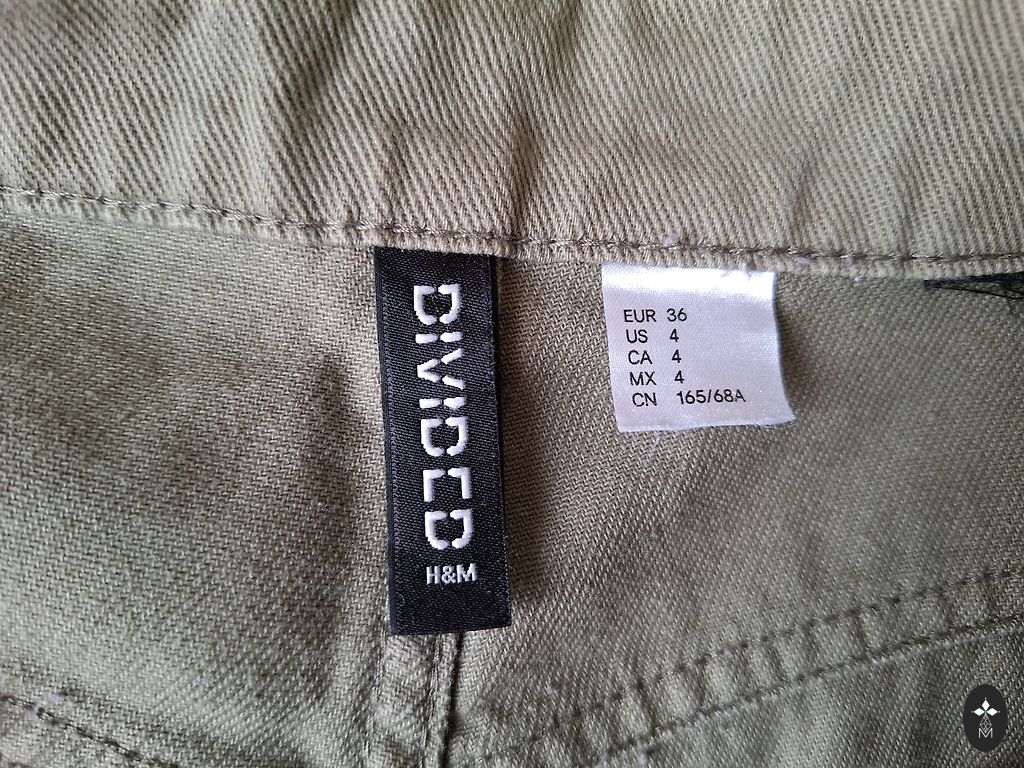 DIVIDED
H&M
EUR 36
US 4
CA 4
MX 4
CN 165/68A
M